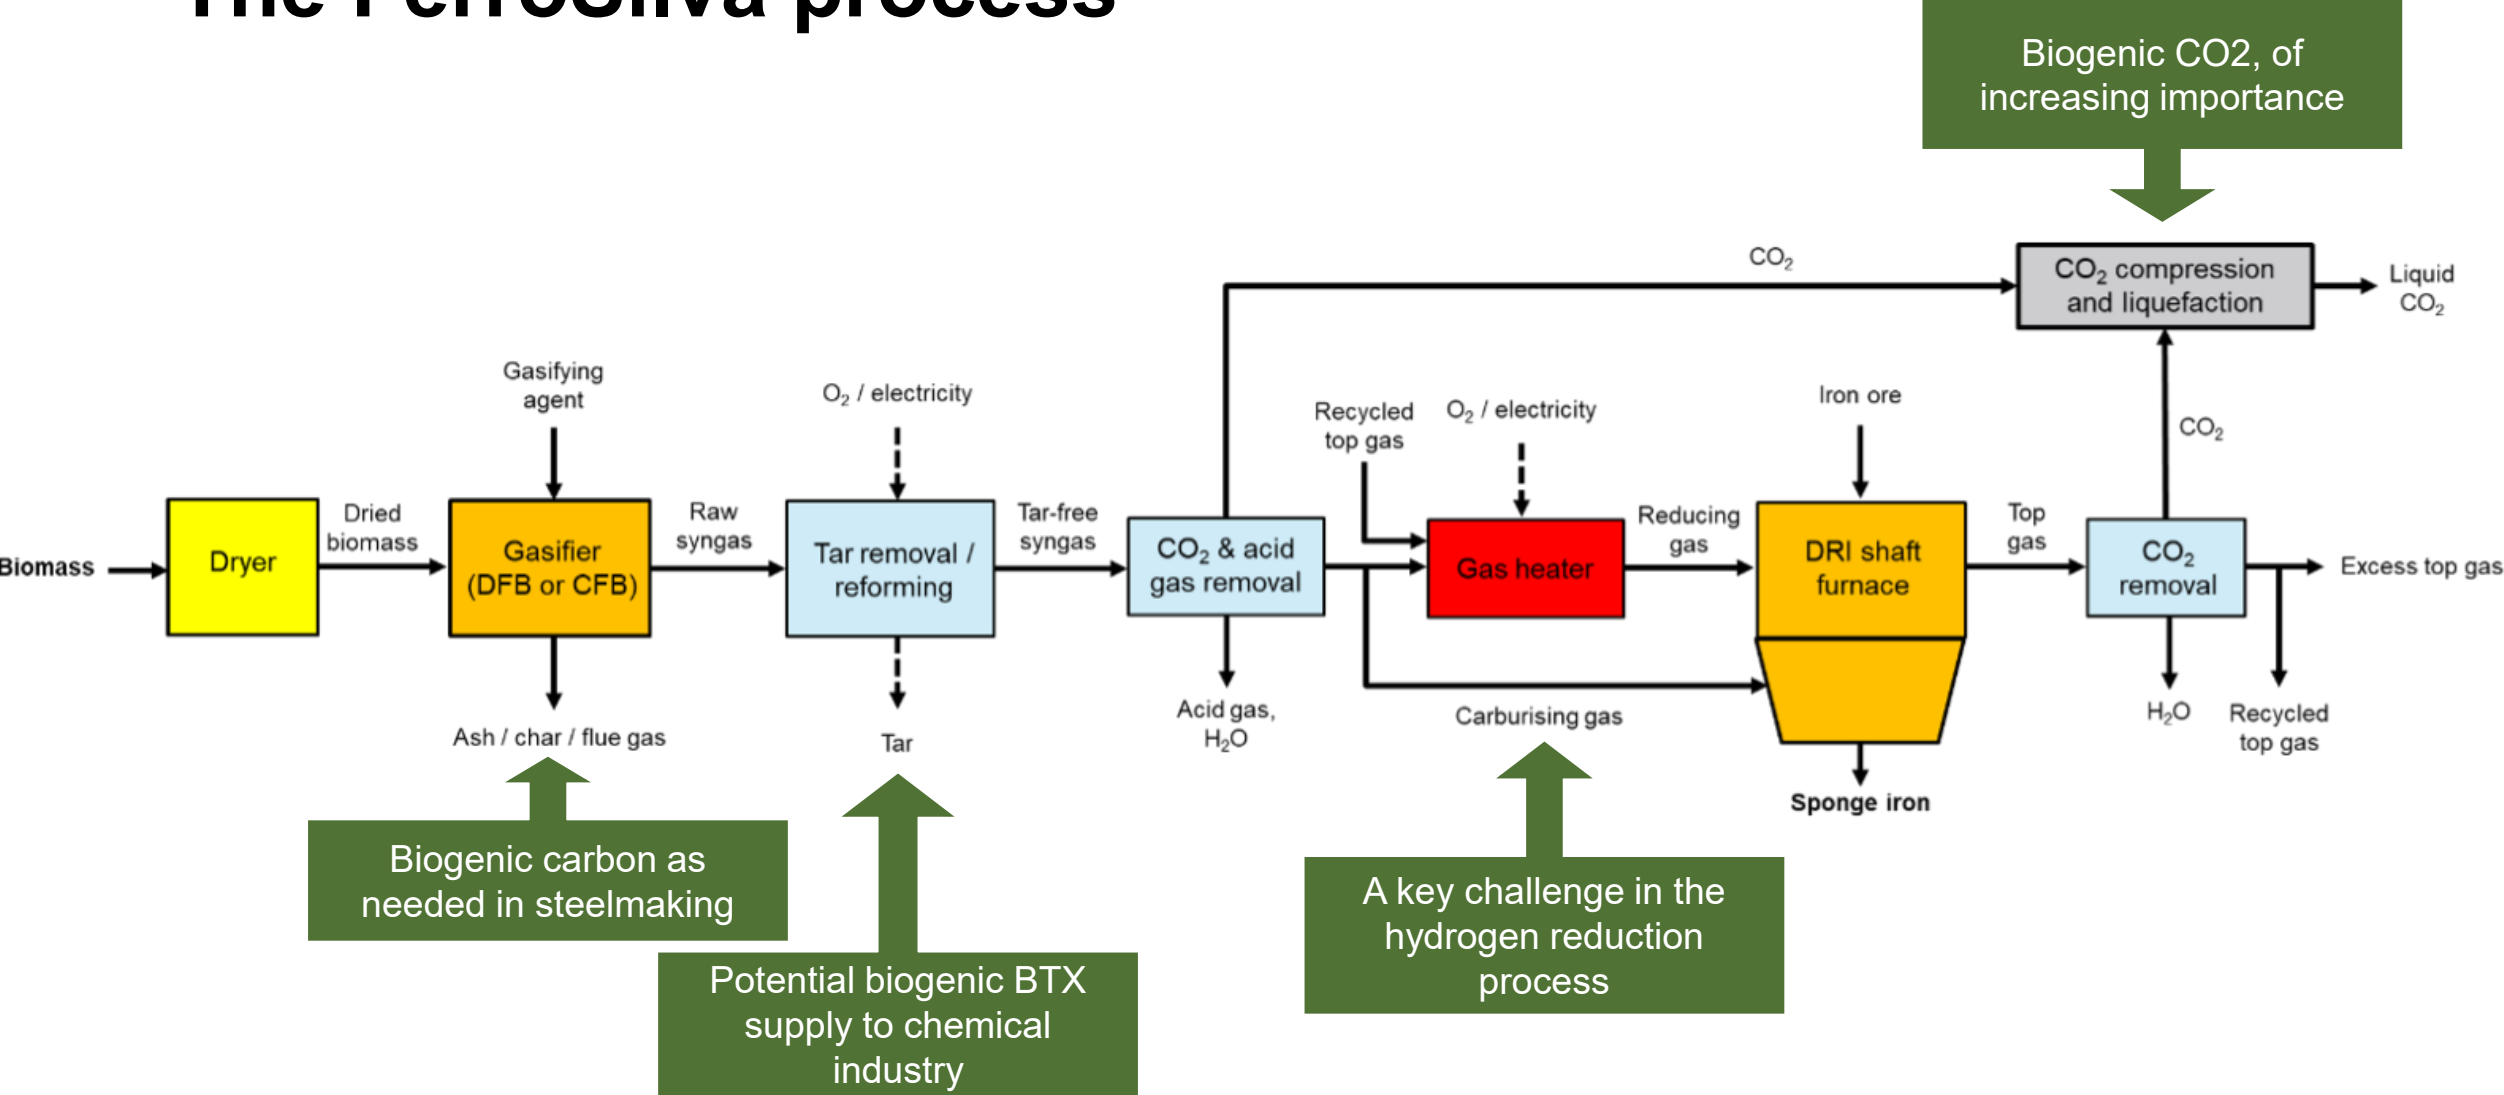 The FerroSilva process
Biogenic CO2, of
increasing importance
CO₂
CO₂ compression
and liquefaction
Liquid
CO₂
Gasifying
agent
O₂ / electricity
Recycled
top gas
O₂ / electricity
Iron ore
CO₂
Biomass
Dryer
Dried
biomass
Gasifier
(DFB or CFB)
Raw
syngas
Tar removal /
reforming
Tar-free
syngas
CO₂ & acid
gas removal
Gas heater
Reducing
gas
DRI shaft
furnace
Top
gas
CO₂
removal
Excess top gas
Ash / char / flue gas
Tar
Acid gas,
H₂O
Carburising gas
H₂O
Recycled
top gas
Sponge iron
Biogenic carbon as
needed in steelmaking
Potential biogenic BTX
supply to chemical
industry
A key challenge in the
hydrogen reduction
process